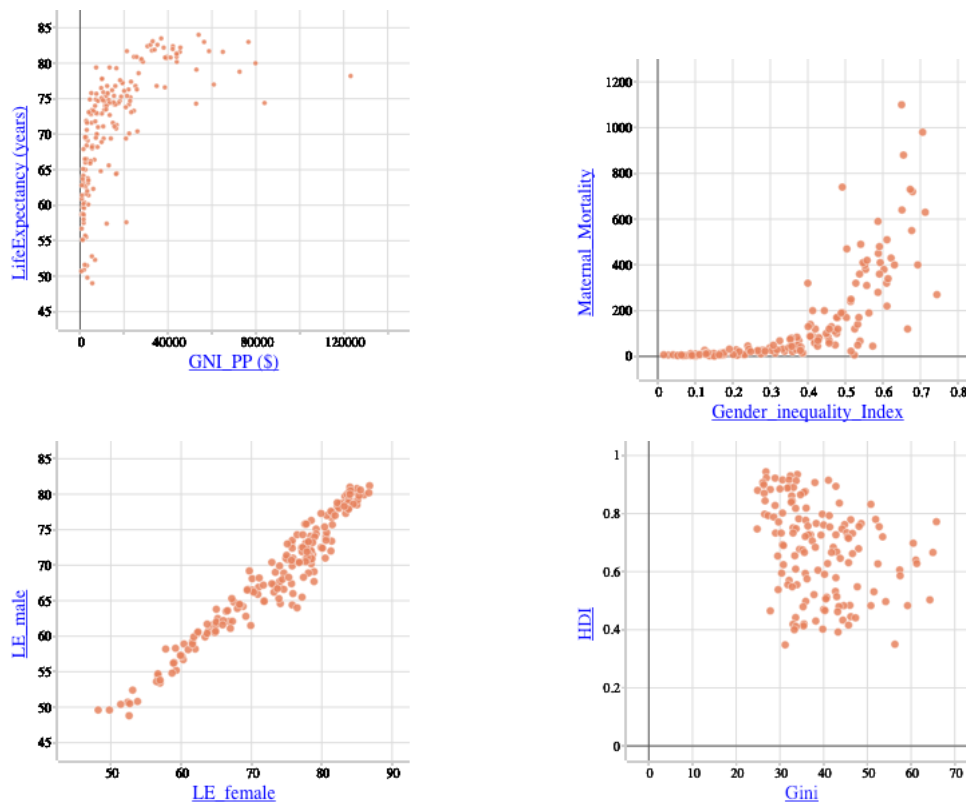 85
80
75
70
65
60
55
50
45
LifeExpectancy (years)
0 40000 80000 120000
GNI_PP ($)
1200
1000
800
600
400
200
0
Maternal_Mortality
0 0.1 0.2 0.3 0.4 0.5 0.6 0.7 0.8
Gender_inequality_Index
85
80
75
70
65
60
55
50
45
LE_male
50 60 70 80 90
LE_female
1
0.8
0.6
0.4
0.2
0
HDI
0 10 20 30 40 50 60 70
Gini